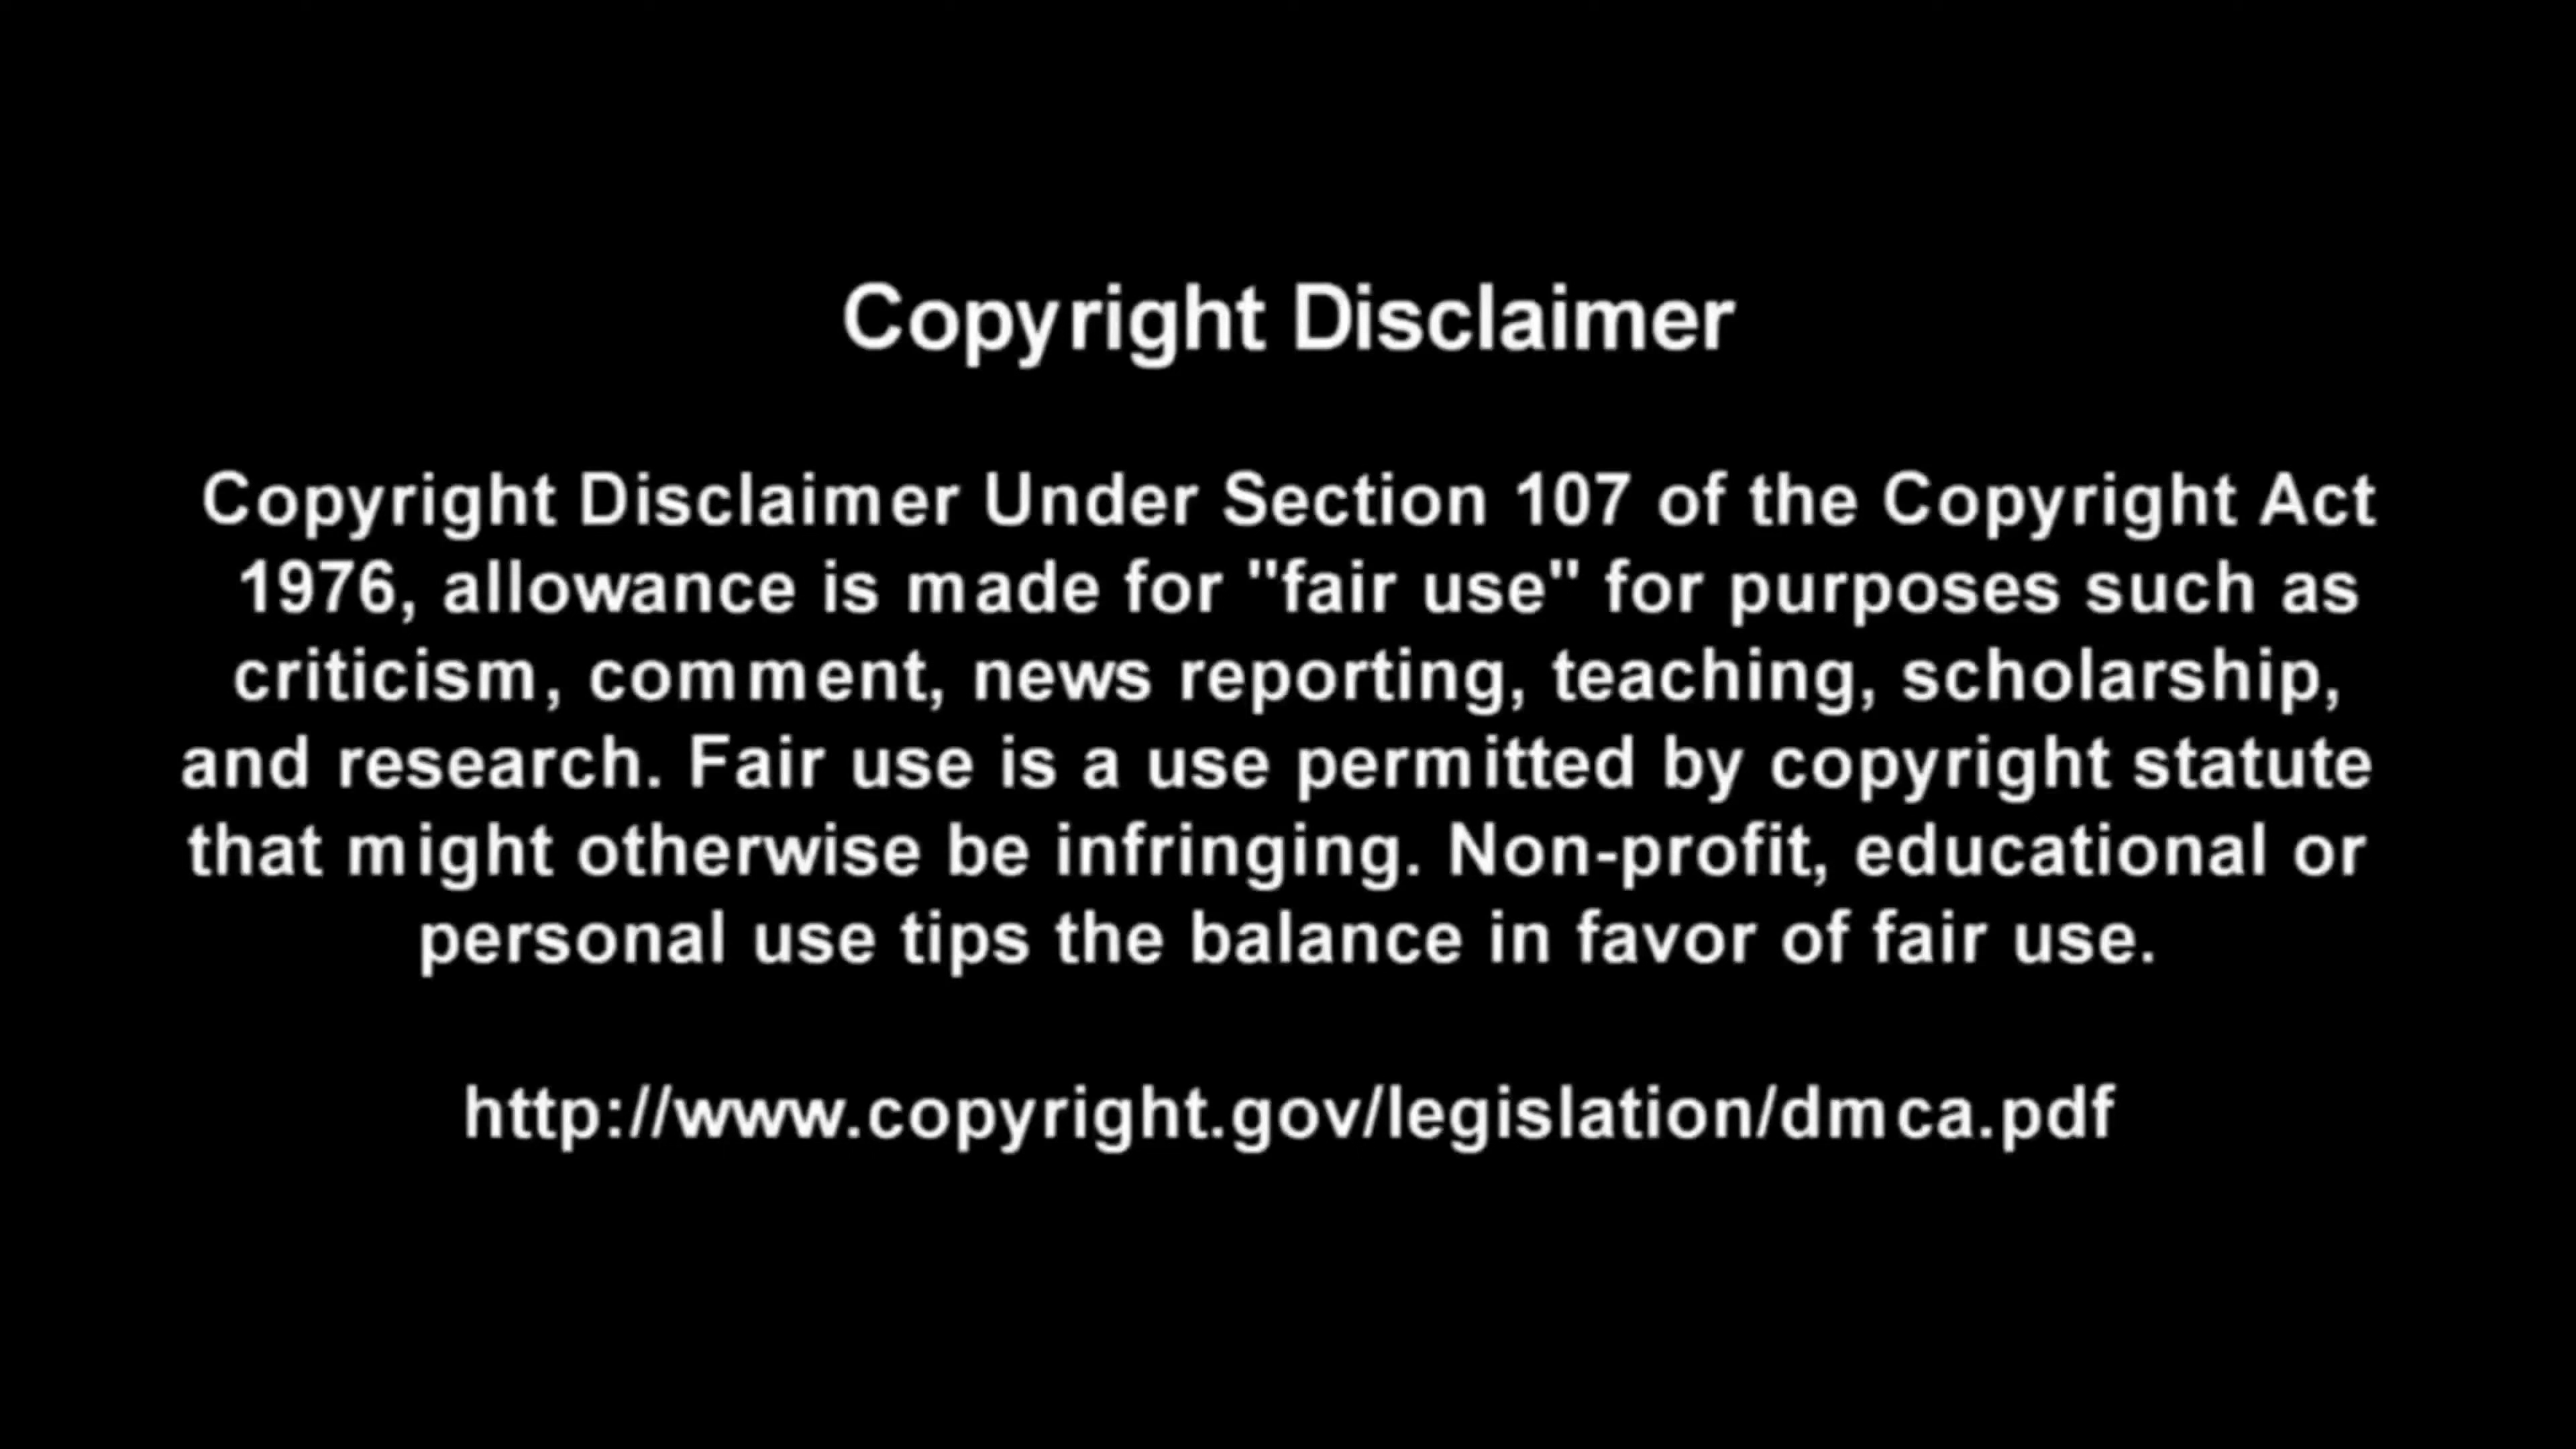 Copyright Disclaimer
Copyright Disclaimer Under Section 107 of the Copyright Act
1976, allowance is made for "fair use" for purposes such as
criticism, comment, news reporting, teaching, scholarship,
and research. Fair use is a use permitted by copyright statute
that might otherwise be infringing. Non-profit, educational or
personal use tips the balance in favor of fair use.
http://www.copyright.gov/legislation/dmca.pdf